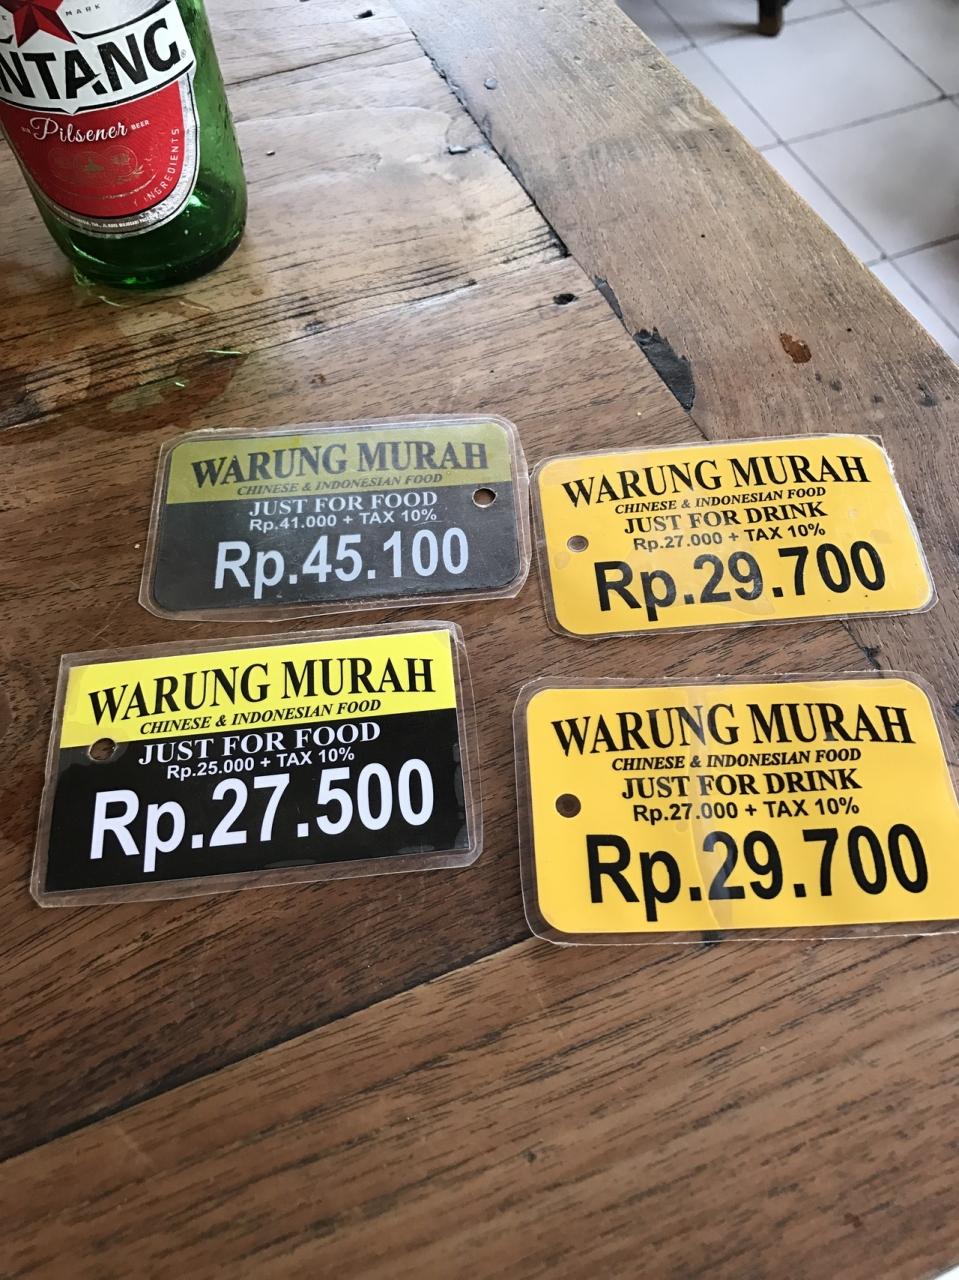 MARK
NTANG
Pilsener BEER
INGREDIENTS
WARUNG MURAH
CHINESE & INDONESIAN FOOD
JUST FOR FOOD
Rp.41.000 + TAX 10%
Rp.45.100
WARUNG MURAH
CHINESE & INDONESIAN FOOD
JUST FOR DRINK
Rp.27.000 + TAX 10%
Rp.29.700
WARUNG MURAH
CHINESE & INDONESIAN FOOD
JUST FOR FOOD
Rp.25.000 + TAX 10%
Rp.27.500
WARUNG MURAH
CHINESE & INDONESIAN FOOD
JUST FOR DRINK
Rp.27.000 + TAX 10%
Rp.29.700